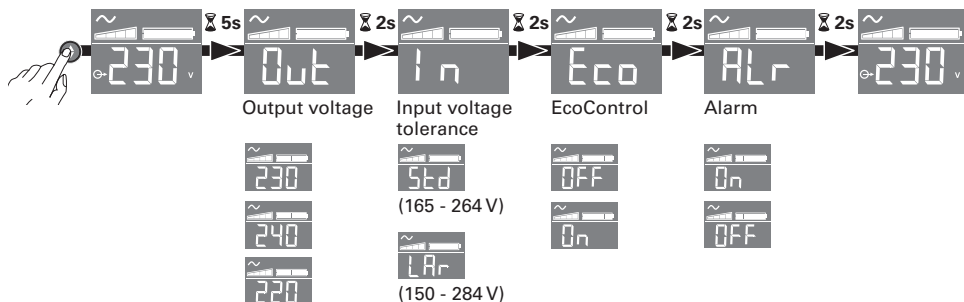 5s 2s 2s 2s 2s
230 v Out In Eco ALr 230 v
Output voltage Input voltage tolerance EcoControl Alarm
230 Std OFF On
(165 - 264 V)
240 On OFF
LAr
220 (150 - 284 V)